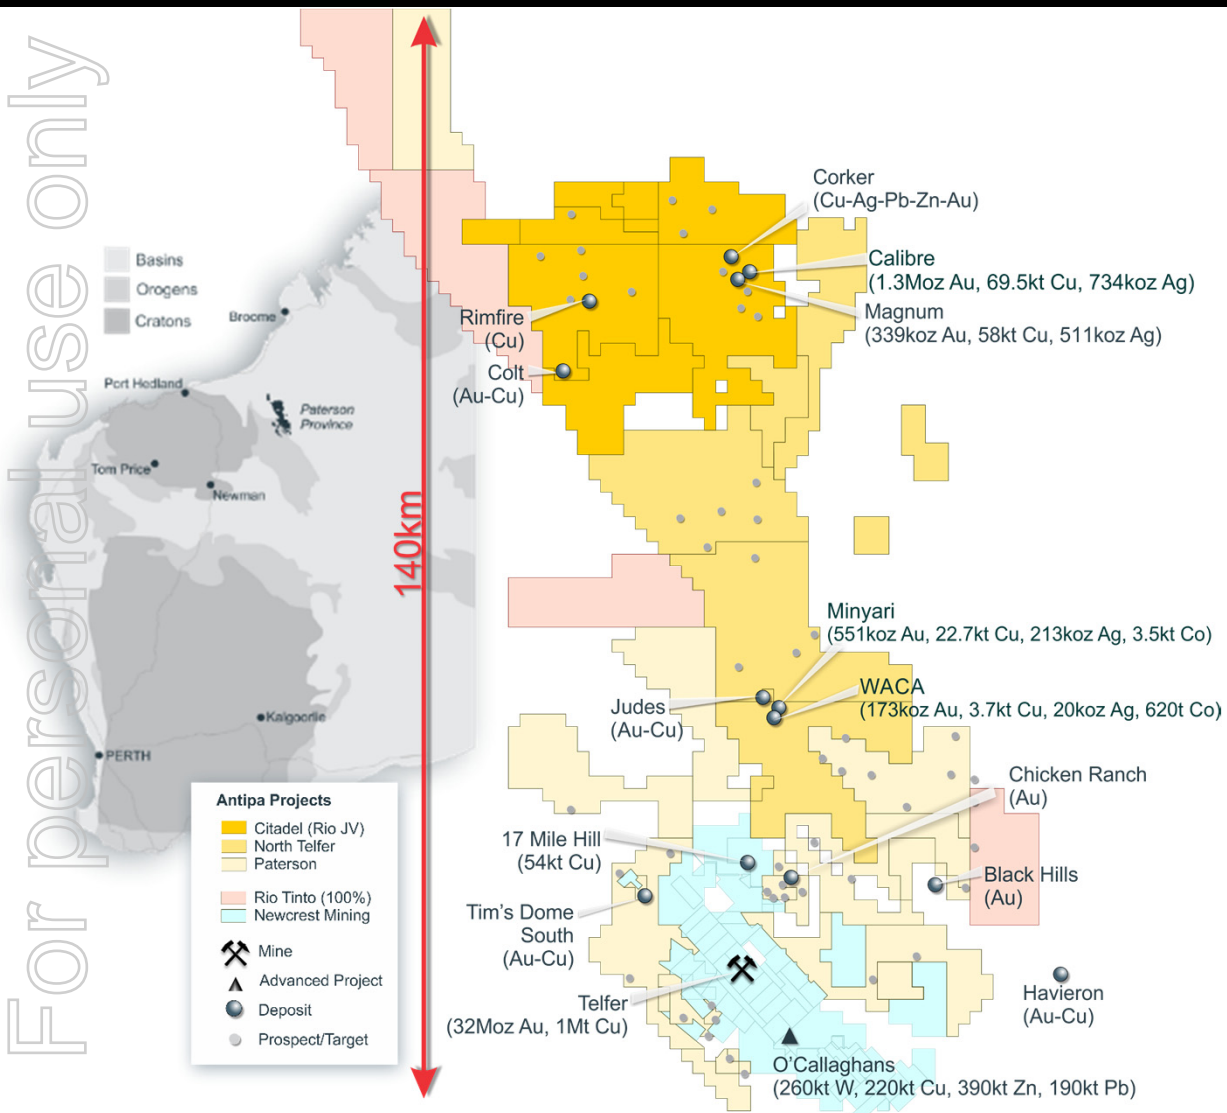 For personal use only
140km
Basins
Orogens
Cratons
Broome
Port Hedland
Paterson
Province
Tom Price
Newman
Kalgoorlie
PERTH
Corker
(Cu-Ag-Pb-Zn-Au)
Calibre
(1.3Moz Au, 69.5kt Cu, 734koz Ag)
Magnum
(339koz Au, 58kt Cu, 511koz Ag)
Rimfire
(Cu)
Colt
(Au-Cu)
Minyari
(551koz Au, 22.7kt Cu, 213koz Ag, 3.5kt Co)
WACA
(173koz Au, 3.7kt Cu, 20koz Ag, 620t Co)
Judes
(Au-Cu)
Chicken Ranch
(Au)
17 Mile Hill
(54kt Cu)
Black Hills
(Au)
Tim's Dome
South
(Au-Cu)
Telfer
(32Moz Au, 1Mt Cu)
Havieron
(Au-Cu)
O'Callaghans
(260kt W, 220kt Cu, 390kt Zn, 190kt Pb)
Antipa Projects
Citadel (Rio JV)
North Telfer
Paterson
Rio Tinto (100%)
Newcrest Mining
Mine
Advanced Project
Deposit
Prospect/Target